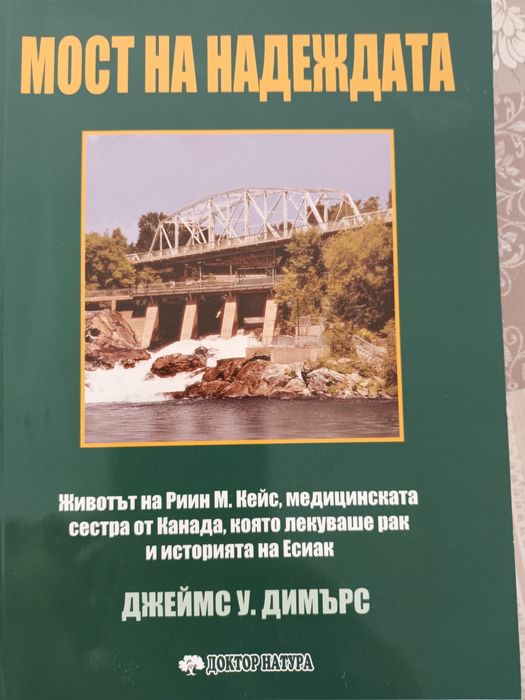 МОСТ НА НАДЕЖДАТА
Животът на Риин М. Кейс, медицинската
сестра от Канада, която лекуваше рак
и историята на Есиак
ДЖЕЙМС У. ДИМЪРС
ДОКТОР НАТУРА